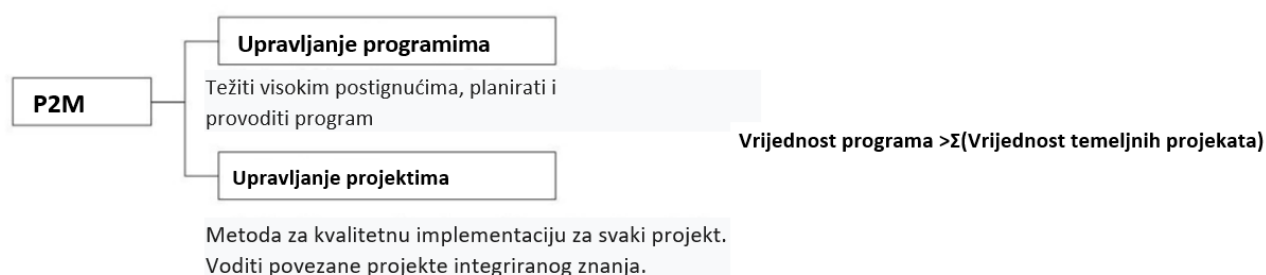 P2M
Upravljanje programima
Težiti visokim postignućima, planirati i
provoditi program
Vrijednost programa >Σ(Vrijednost temeljnih projekata)
Upravljanje projektima
Metoda za kvalitetnu implementaciju za svaki projekt.
Voditi povezane projekte integriranog znanja.